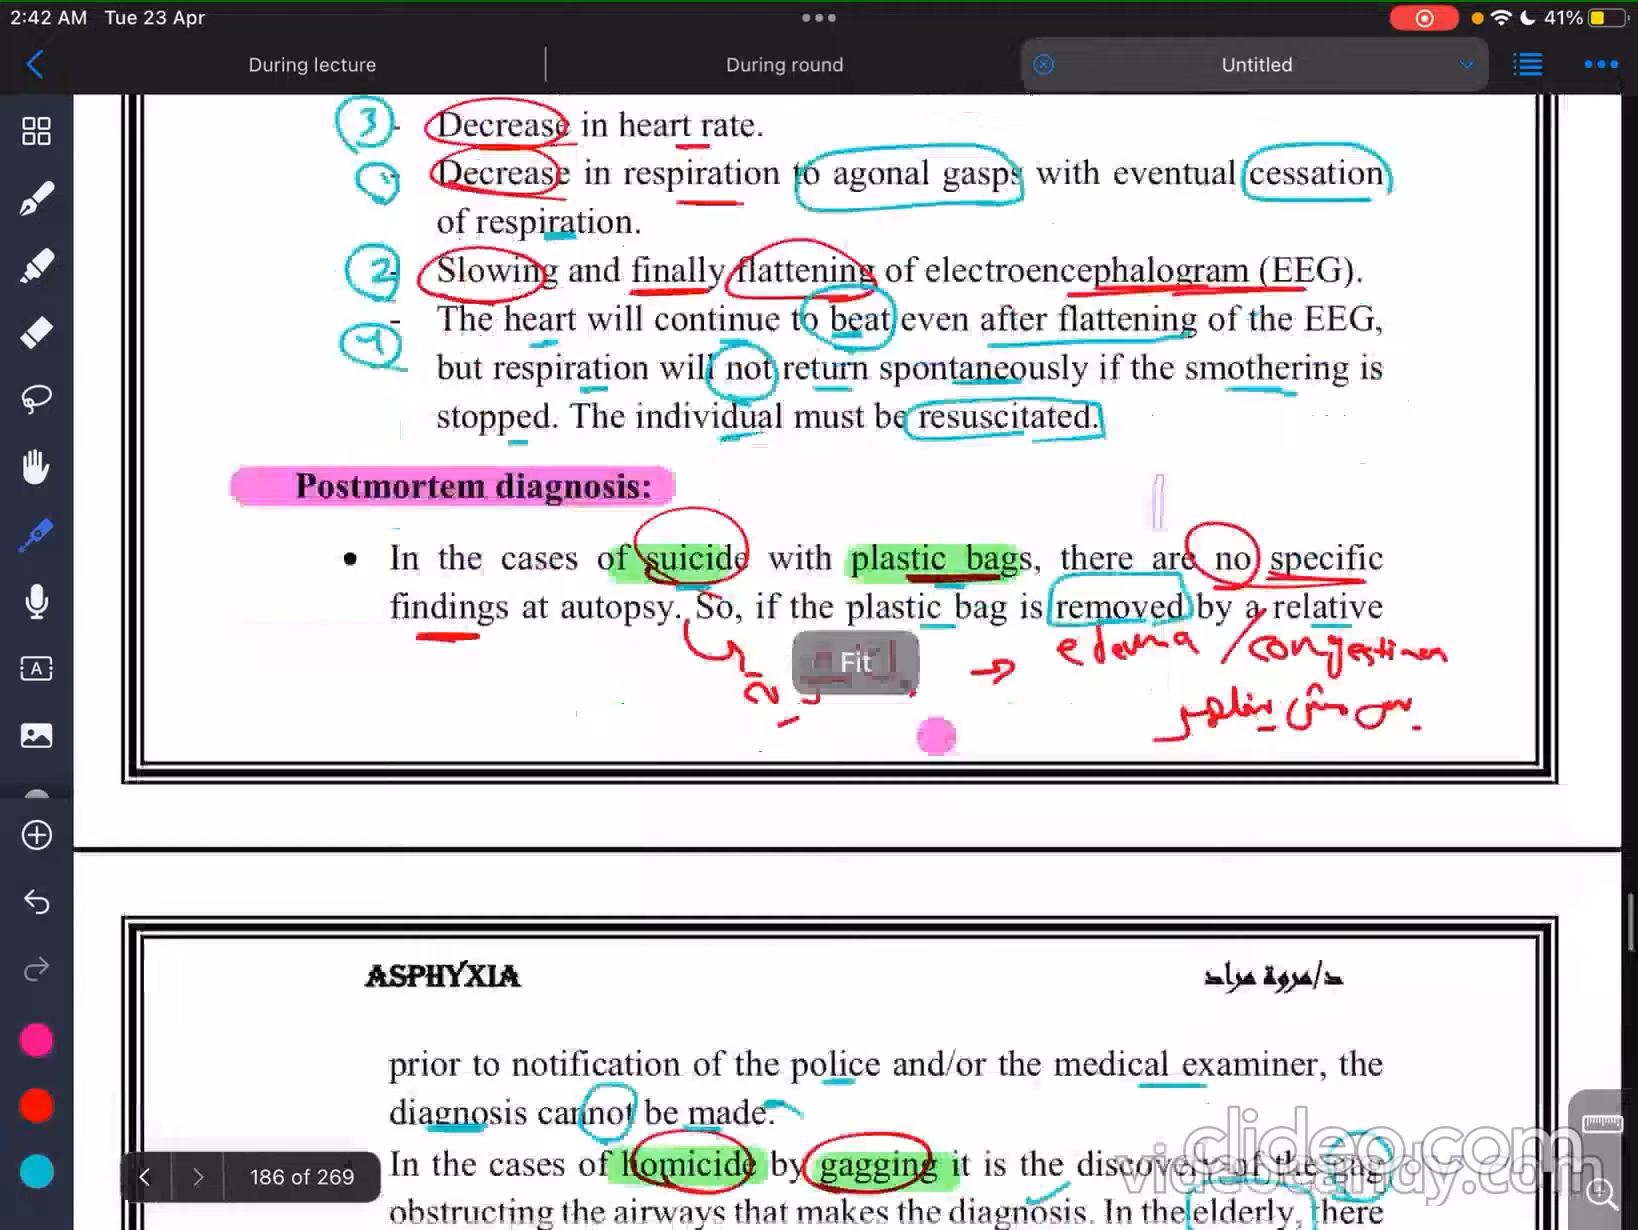 2:42 AM Tue 23 Apr
41%
During lecture
During round
Untitled
3 - Decrease in heart rate.
Decrease in respiration to agonal gasps with eventual cessation
of respiration.
2 - Slowing and finally flattening of electroencephalogram (EEG).
4 - The heart will continue to beat even after flattening of the EEG,
but respiration will not return spontaneously if the smothering is
stopped. The individual must be resuscitated.
Postmortem diagnosis:
• In the cases of suicide with plastic bags, there are no specific
findings at autopsy. So, if the plastic bag is removed by a relative
edema / congestion
Fit
ASPHYXIA
د/مروة مراد
prior to notification of the police and/or the medical examiner, the
diagnosis cannot be made.
In the cases of homicide by gagging it is the discovery of the gag
obstructing the airways that makes the diagnosis. In the elderly, there
186 of 269
clideo.com
videocandy.com